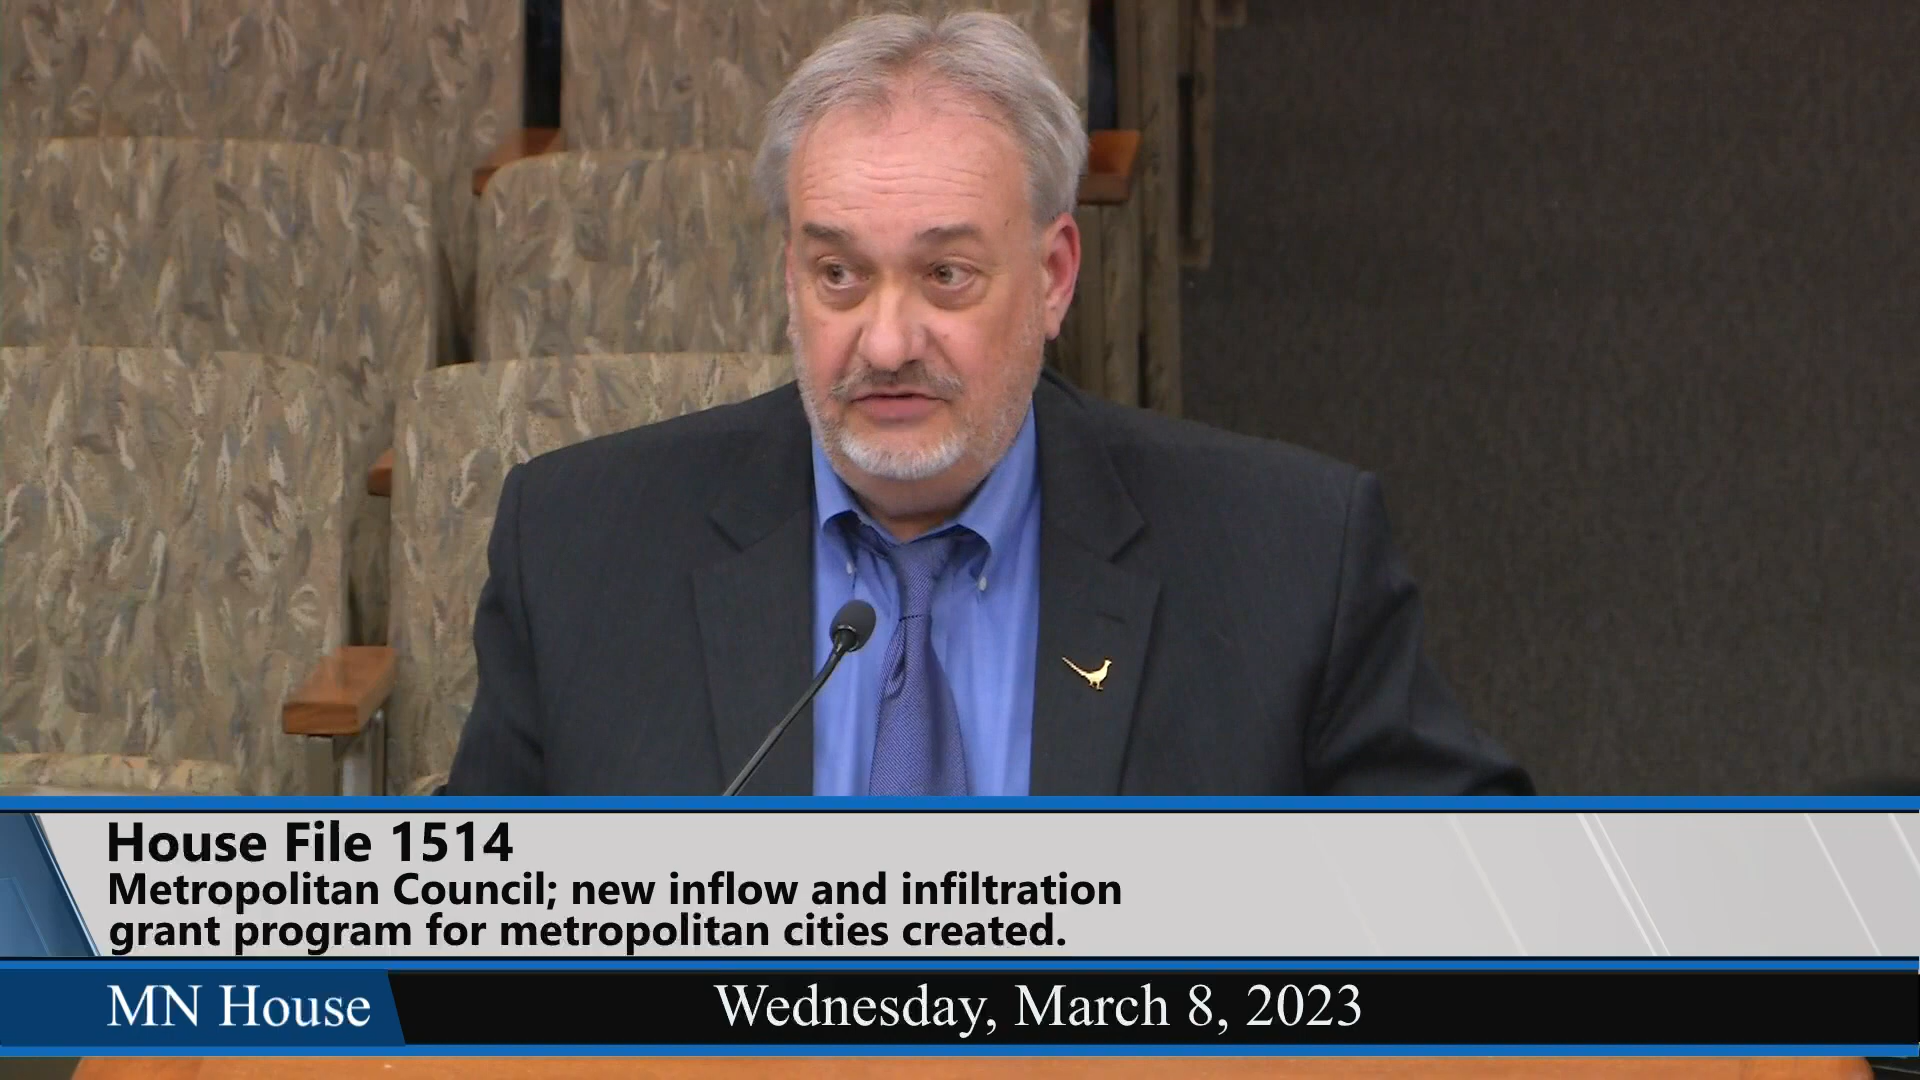 House File 1514
Metropolitan Council; new inflow and infiltration
grant program for metropolitan cities created.
MN House
Wednesday, March 8, 2023